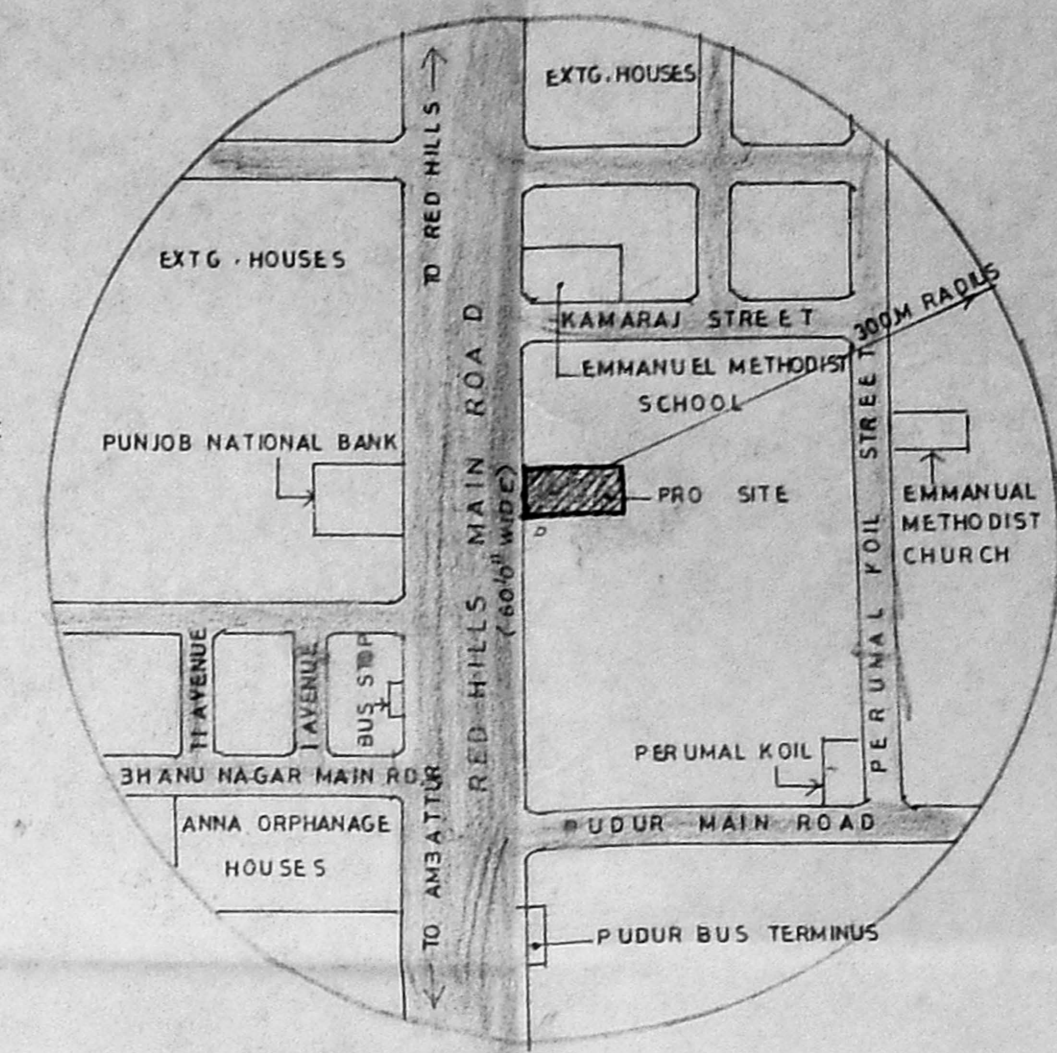 EXTG. HOUSES
TO RED HILLS
EXTG. HOUSES
RED HILLS MAIN ROAD
(60'0" WIDE)
KAMARAJ STREET
300M RADIUS
EMMANUEL METHODIST
SCHOOL
PUNJOB NATIONAL BANK
PRO SITE
PERUMAL KOIL STREET
EMMANUAL
METHODIST
CHURCH
II AVENUE
I AVENUE
BUS STOP
PERUMAL KOIL
BHANU NAGAR MAIN RD.
TO AMBATTUR
ANNA ORPHANAGE
HOUSES
PUDUR MAIN ROAD
PUDUR BUS TERMINUS